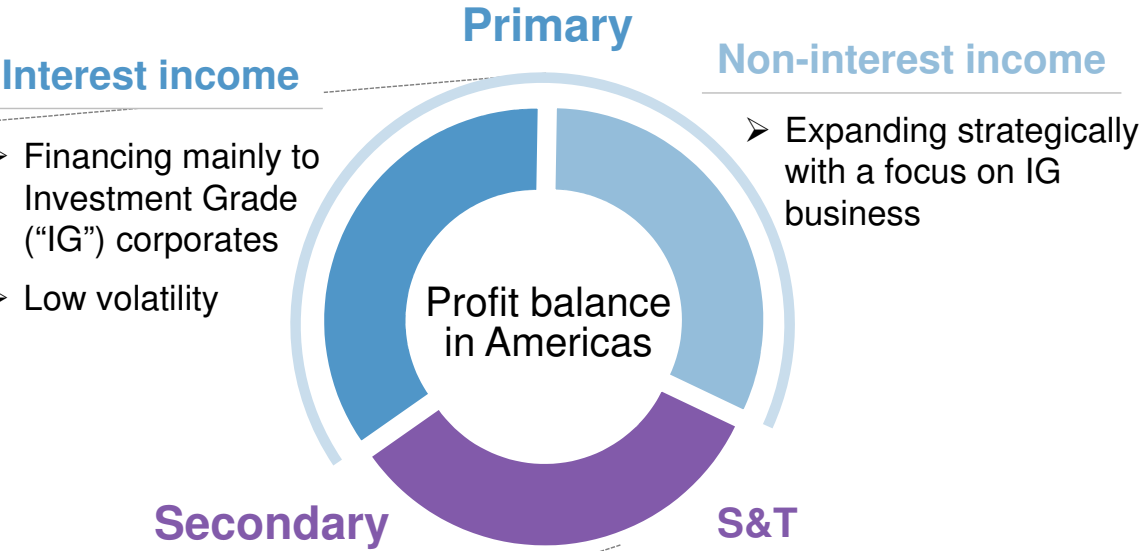 Primary
Interest income
➢ Financing mainly to
Investment Grade
(“IG”) corporates
➢ Low volatility
Non-interest income
➢ Expanding strategically
with a focus on IG
business
Profit balance
in Americas
Secondary
S&T